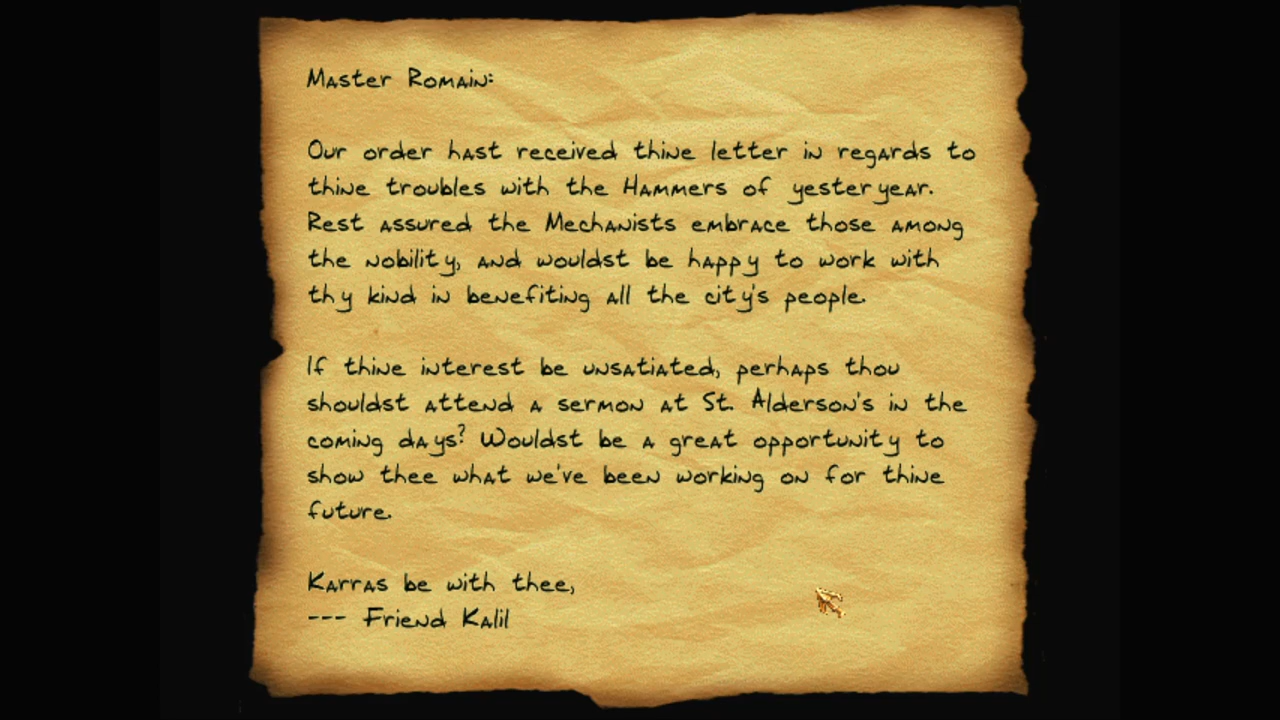 Master Romain:
Our order hast received thine letter in regards to
thine troubles with the Hammers of yesteryear.
Rest assured the Mechanists embrace those among
the nobility, and wouldst be happy to work with
thy kind in benefiting all the city's people.
If thine interest be unsatiated, perhaps thou
shouldst attend a sermon at St. Alderson's in the
coming days? Wouldst be a great opportunity to
show thee what we've been working on for thine
future.
Karras be with thee,
--- Friend Kalil